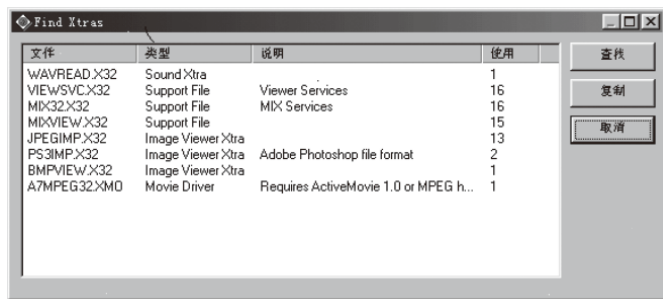 Find Xtras
文件 类型 说明 使用
WAVREAD.X32 Sound Xtra 1
VIEWSVC.X32 Support File Viewer Services 16
MIX32.X32 Support File MIX Services 16
MIXVIEW.X32 Support File 15
JPEGIMP.X32 Image Viewer Xtra 13
PS3IMP.X32 Image Viewer Xtra Adobe Photoshop file format 2
BMPVIEW.X32 Image Viewer Xtra 1
A7MPEG32.XMO Movie Driver Requires ActiveMovie 1.0 or MPEG h... 1
查找
复制
取消